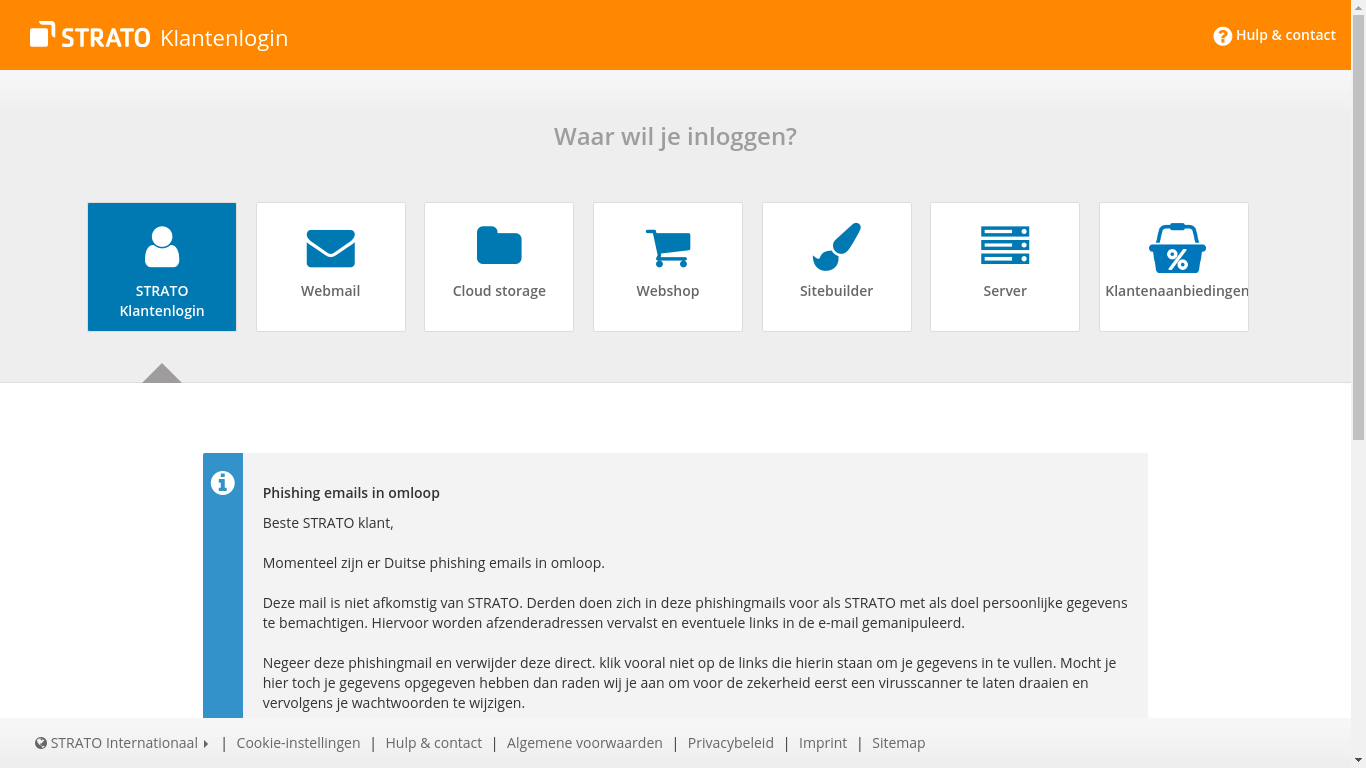 STRATO Klantenlogin
Hulp & contact
Waar wil je inloggen?
STRATO
Klantenlogin
Webmail
Cloud storage
Webshop
Sitebuilder
Server
Klantenaanbiedingen
Phishing emails in omloop
Beste STRATO klant,
Momenteel zijn er Duitse phishing emails in omloop.
Deze mail is niet afkomstig van STRATO. Derden doen zich in deze phishingmails voor als STRATO met als doel persoonlijke gegevens
te bemachtigen. Hiervoor worden afzenderadressen vervalst en eventuele links in de e-mail gemanipuleerd.
Negeer deze phishingmail en verwijder deze direct. klik vooral niet op de links die hierin staan om je gegevens in te vullen. Mocht je
hier toch je gegevens opgegeven hebben dan raden wij je aan om voor de zekerheid eerst een virusscanner te laten draaien en
vervolgens je wachtwoorden te wijzigen.
STRATO Internationaal | Cookie-instellingen | Hulp & contact | Algemene voorwaarden | Privacybeleid | Imprint | Sitemap